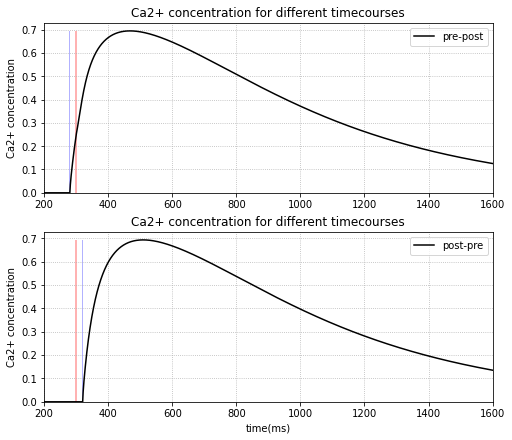 Ca2+ concentration for different timecourses
pre-post
Ca2+ concentration
0.7
0.6
0.5
0.4
0.3
0.2
0.1
0.0
200 400 600 800 1000 1200 1400 1600
Ca2+ concentration for different timecourses
post-pre
Ca2+ concentration
0.7
0.6
0.5
0.4
0.3
0.2
0.1
0.0
200 400 600 800 1000 1200 1400 1600
time(ms)